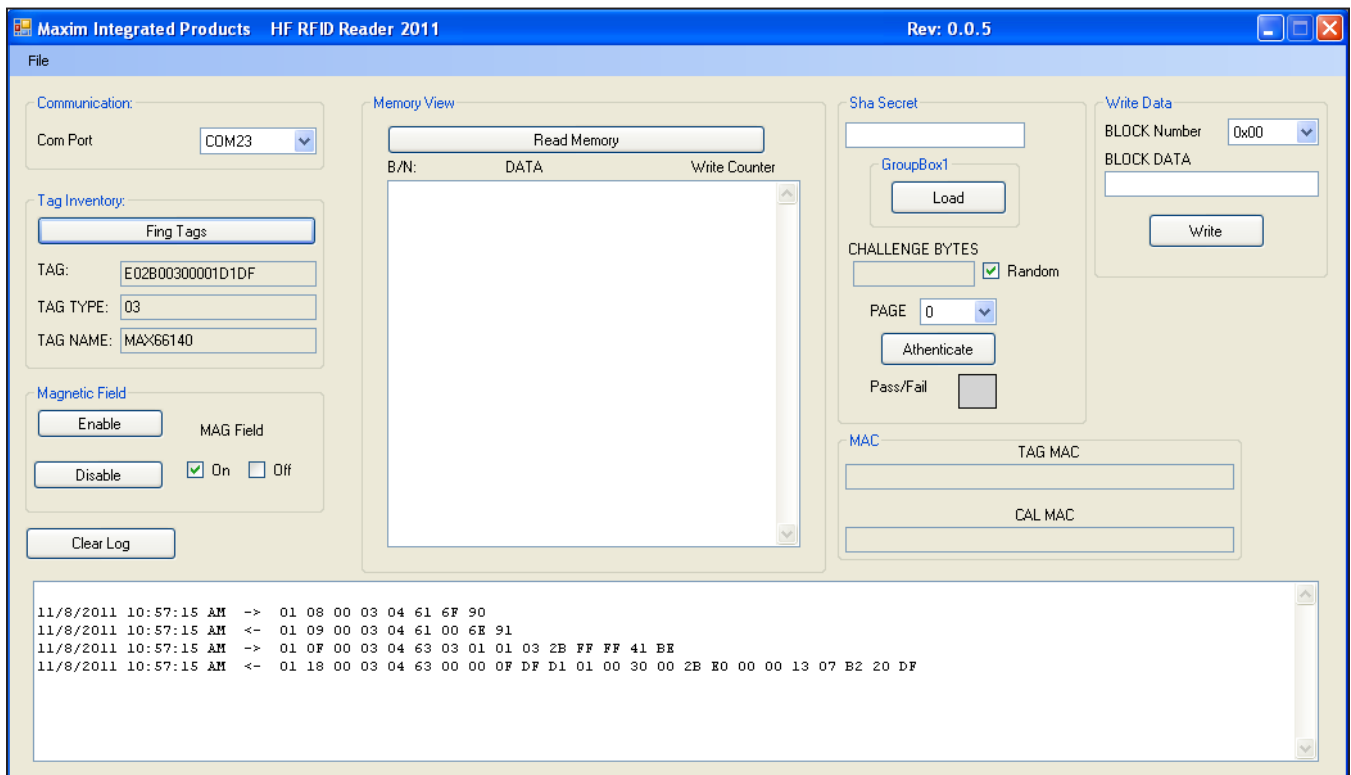 Maxim Integrated Products HF RFID Reader 2011 Rev: 0.0.5
File
Communication:
Com Port COM23
Tag Inventory:
Fing Tags
TAG: E02B00300001D1DF
TAG TYPE: 03
TAG NAME: MAX66140
Magnetic Field
Enable
MAG Field
Disable On Off
Clear Log
Memory View
Read Memory
B/N: DATA Write Counter
Sha Secret
GroupBox1
Load
CHALLENGE BYTES
Random
PAGE 0
Athenticate
Pass/Fail
Write Data
BLOCK Number 0x00
BLOCK DATA
Write
MAC
TAG MAC
CAL MAC
11/8/2011 10:57:15 AM -> 01 08 00 03 04 61 6F 90
11/8/2011 10:57:15 AM <- 01 09 00 03 04 61 00 6E 91
11/8/2011 10:57:15 AM -> 01 0F 00 03 04 63 03 01 01 03 2B FF FF 41 BE
11/8/2011 10:57:15 AM <- 01 18 00 03 04 63 00 00 0F DF D1 01 00 30 00 2B E0 00 00 13 07 B2 20 DF